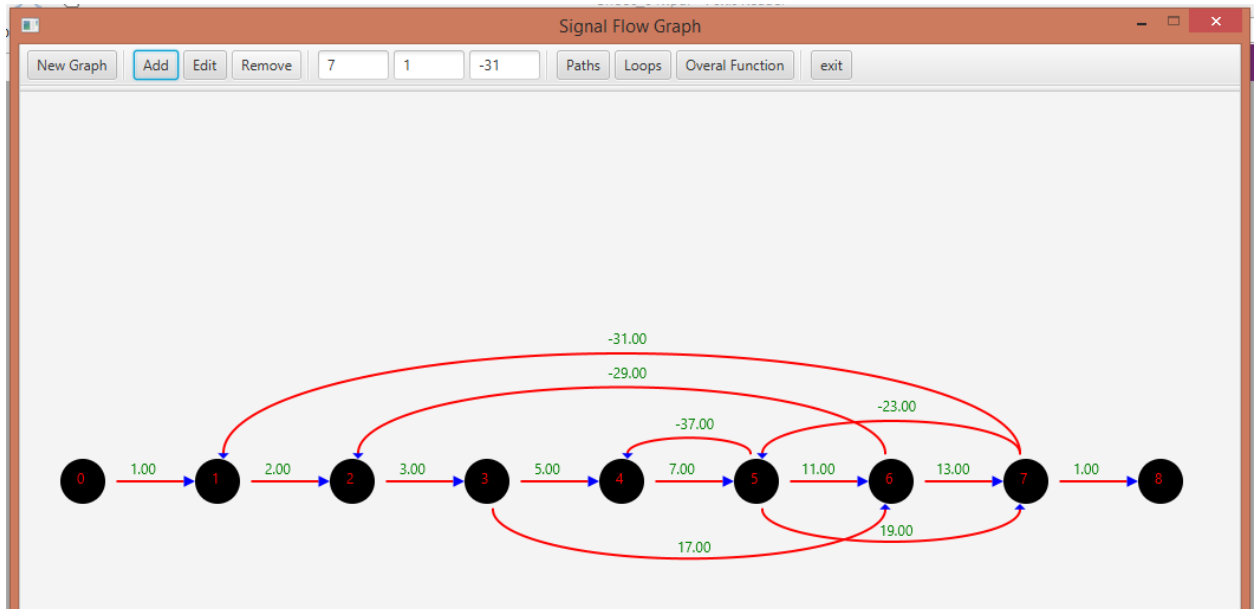 Signal Flow Graph
New Graph Add Edit Remove 7 1 -31 Paths Loops Overal Function exit
-31.00
-29.00
-23.00
-37.00
1.00 2.00 3.00 5.00 7.00 11.00 13.00 1.00
0 1 2 3 4 5 6 7 8
19.00
17.00